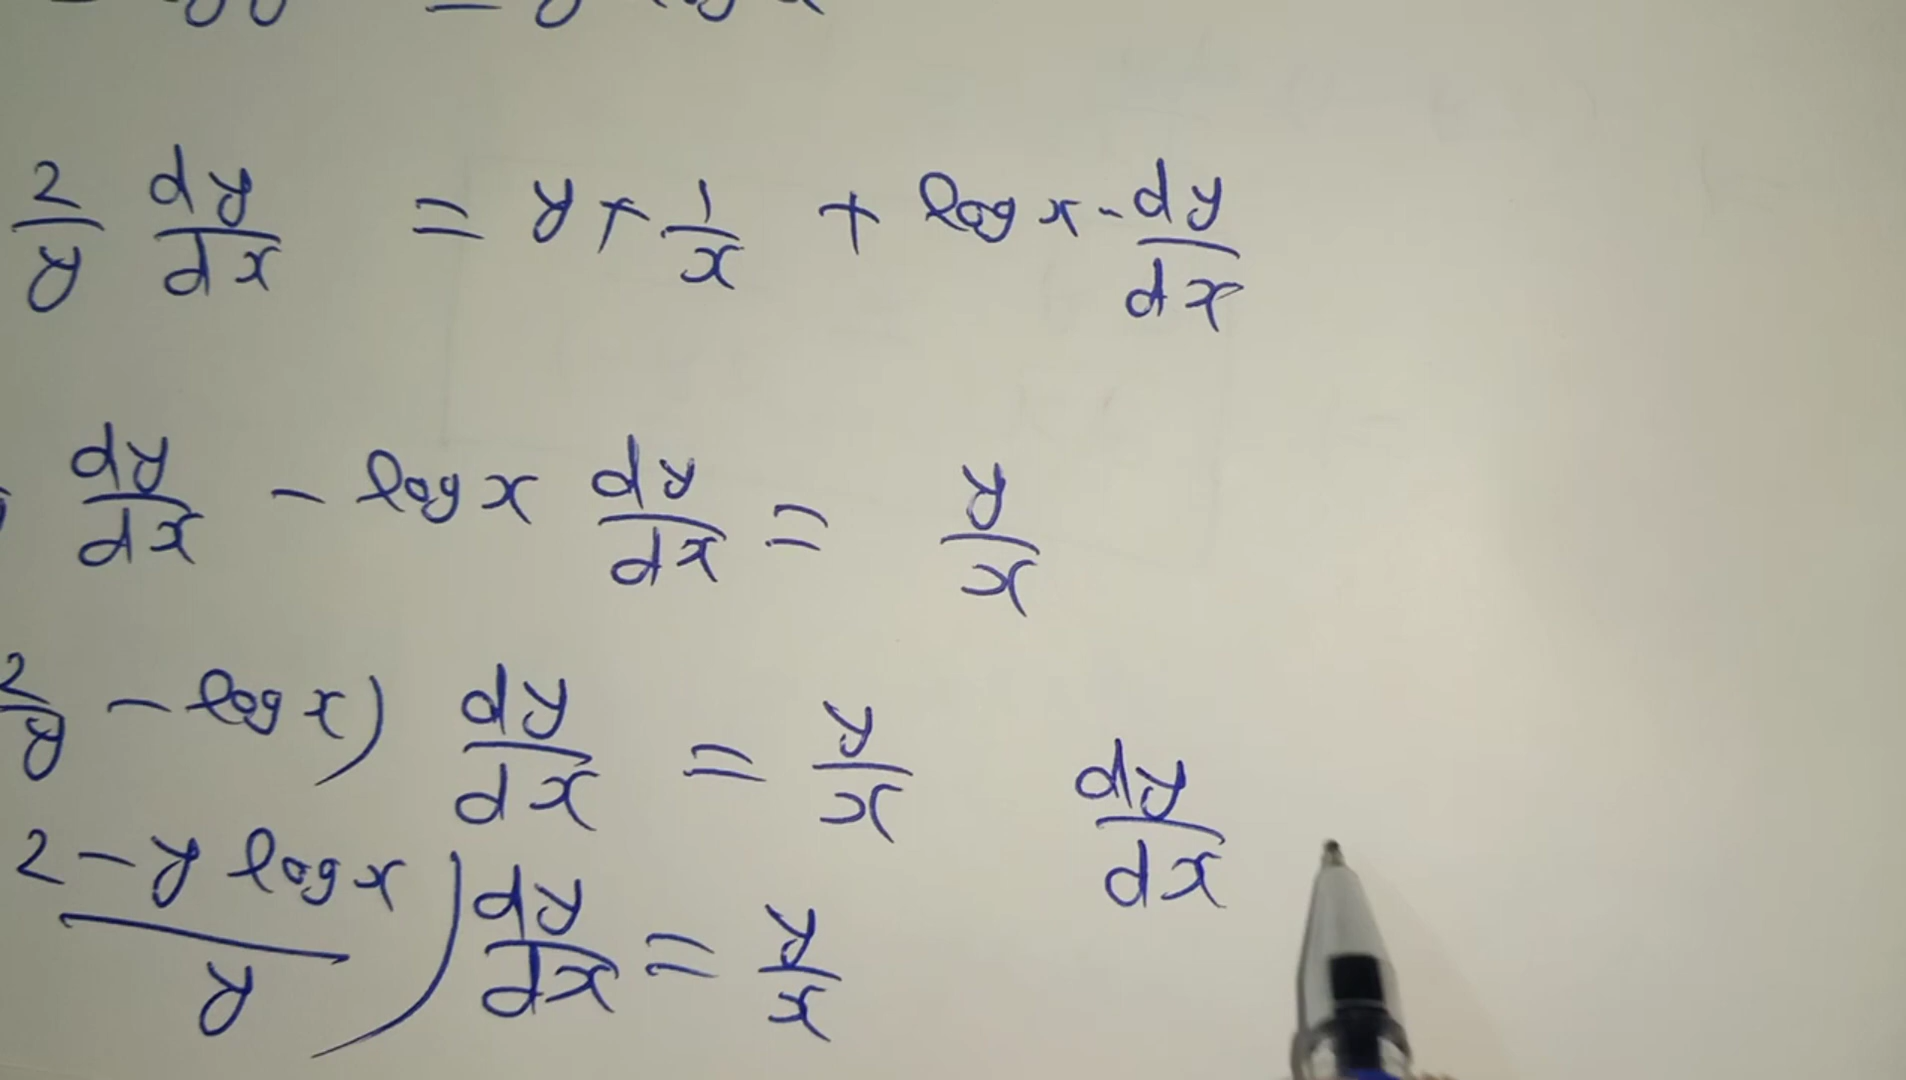 2/y dy/dx = y × 1/x + log x · dy/dx
dy/dx - log x dy/dx = y/x
2/y - log x) dy/dx = y/x
dy/dx
2 - y log x / y) dy/dx = y/x